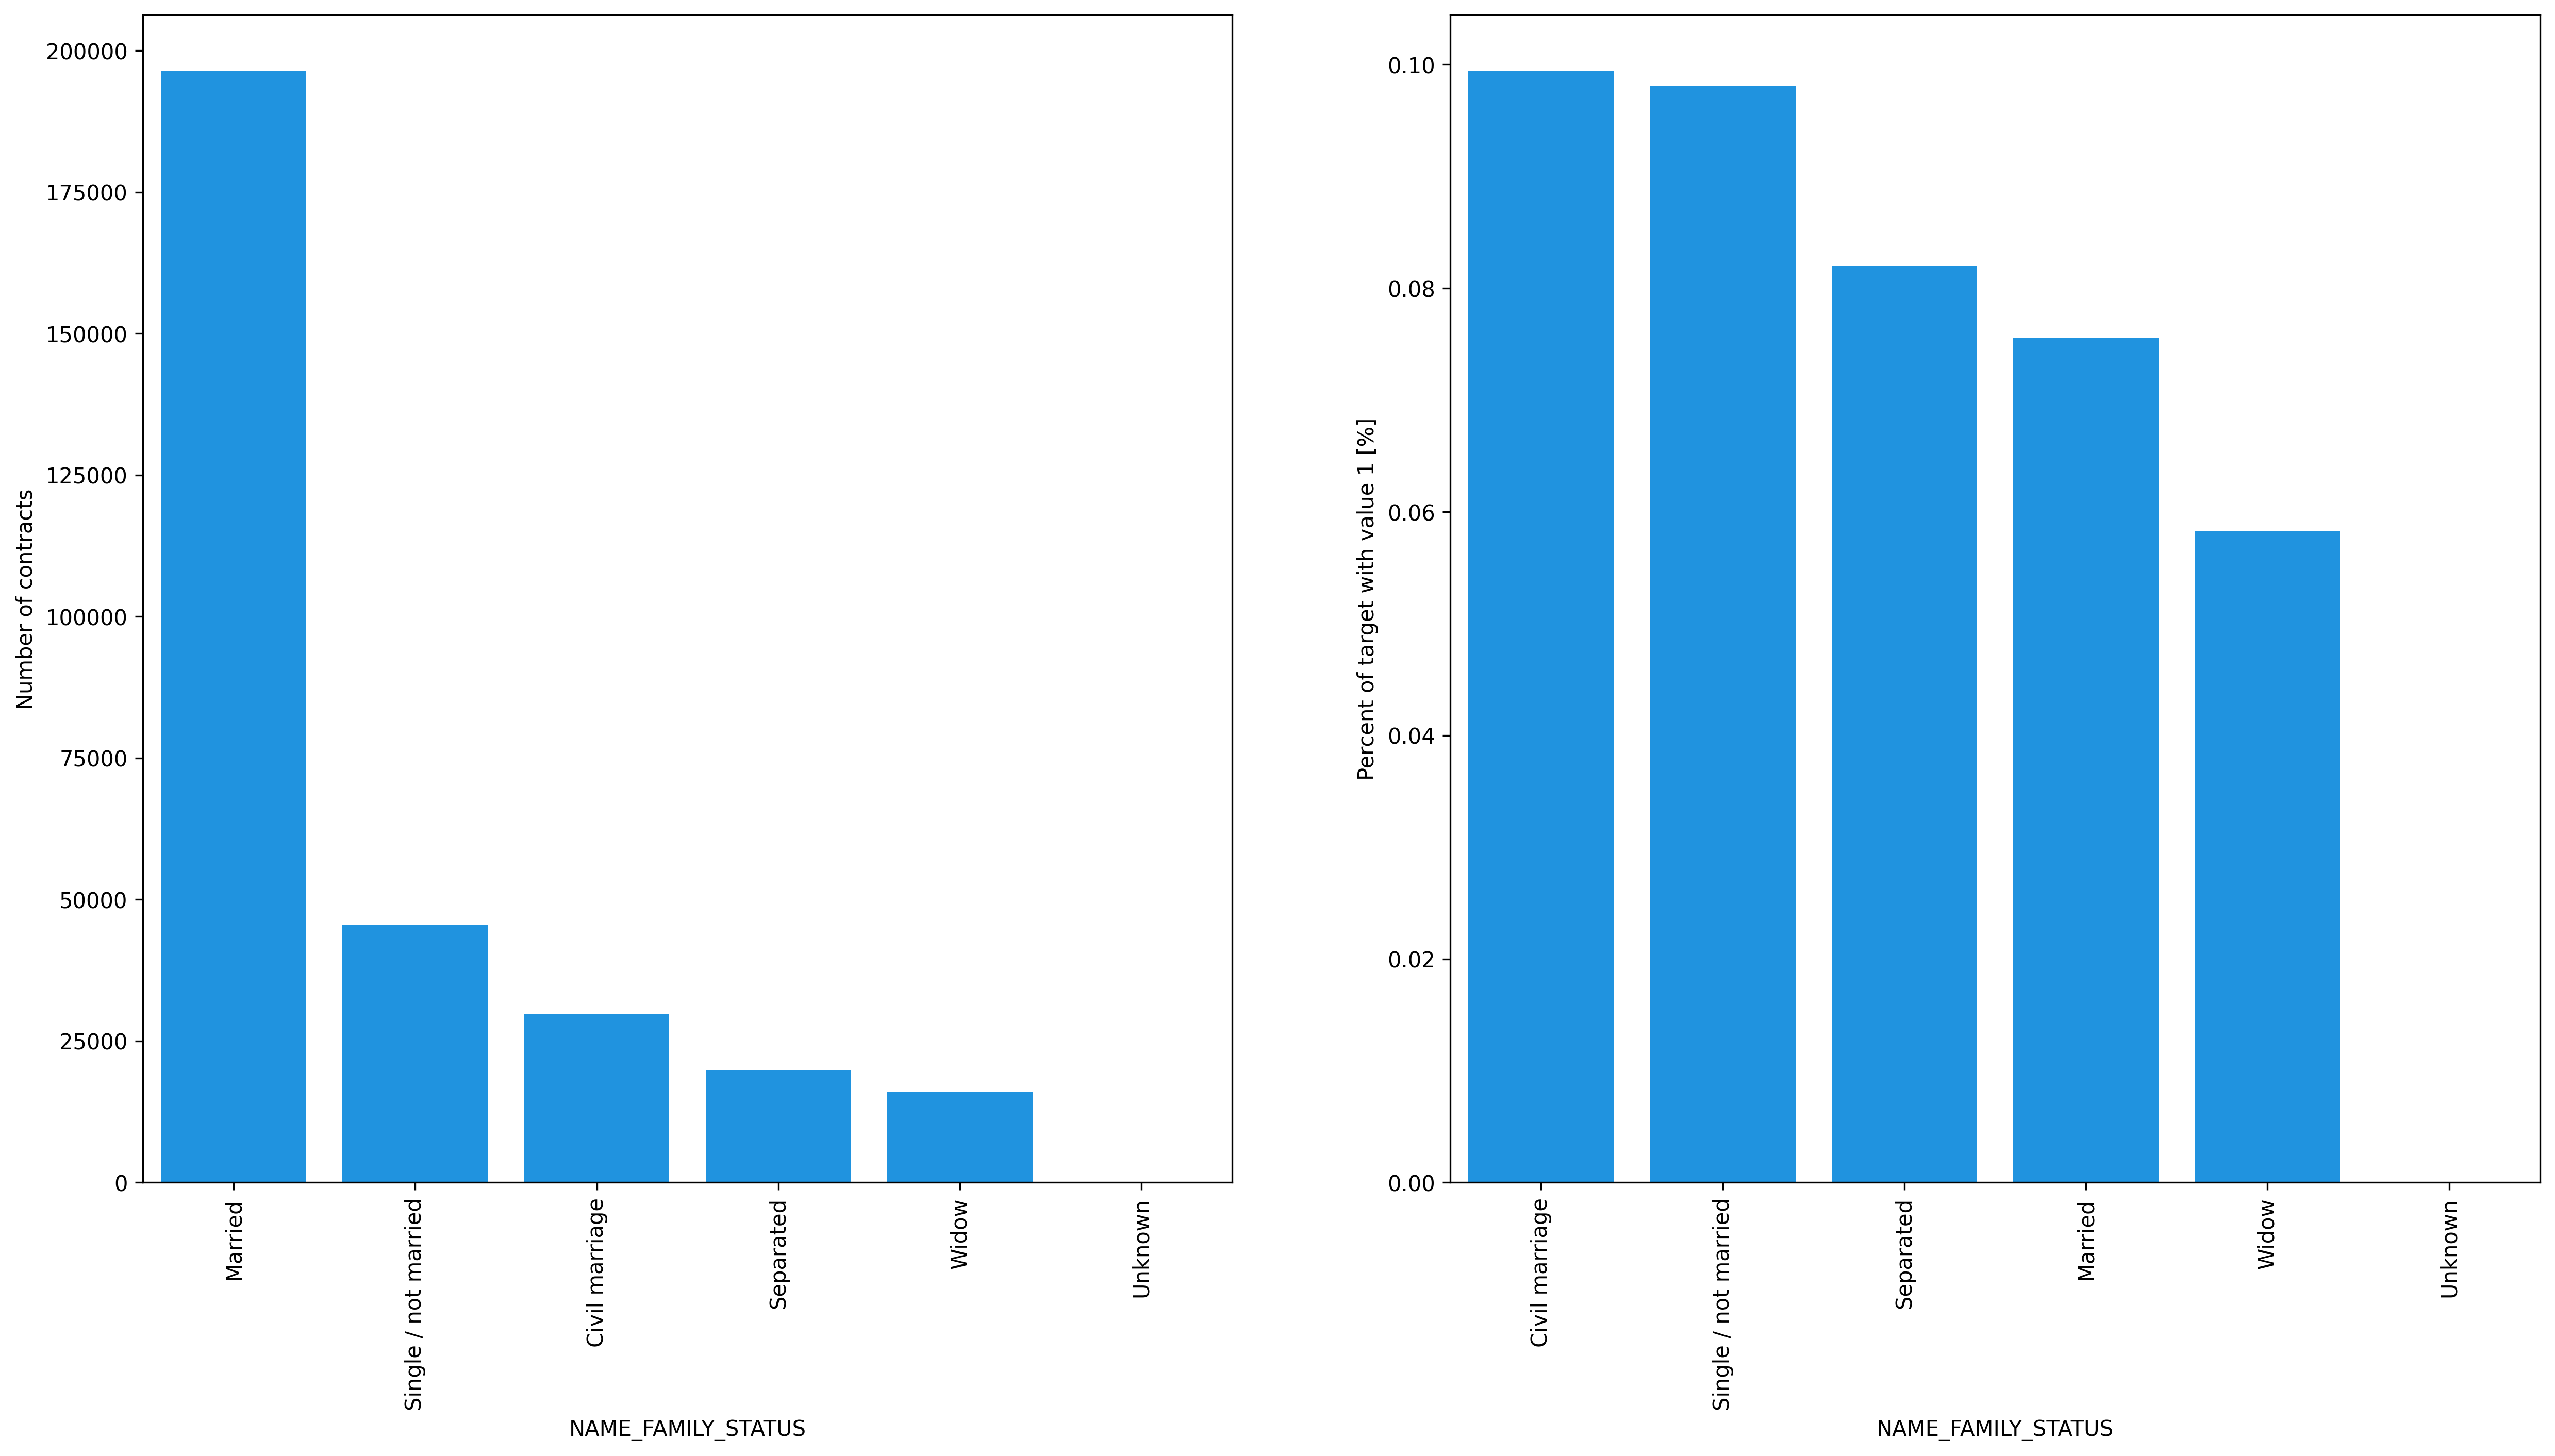 200000
175000
150000
125000
100000
75000
50000
25000
0
Number of contracts
Married
Single / not married
Civil marriage
Separated
Widow
Unknown
NAME_FAMILY_STATUS
0.10
0.08
0.06
0.04
0.02
0.00
Percent of target with value 1 [%]
Civil marriage
Single / not married
Separated
Married
Widow
Unknown
NAME_FAMILY_STATUS